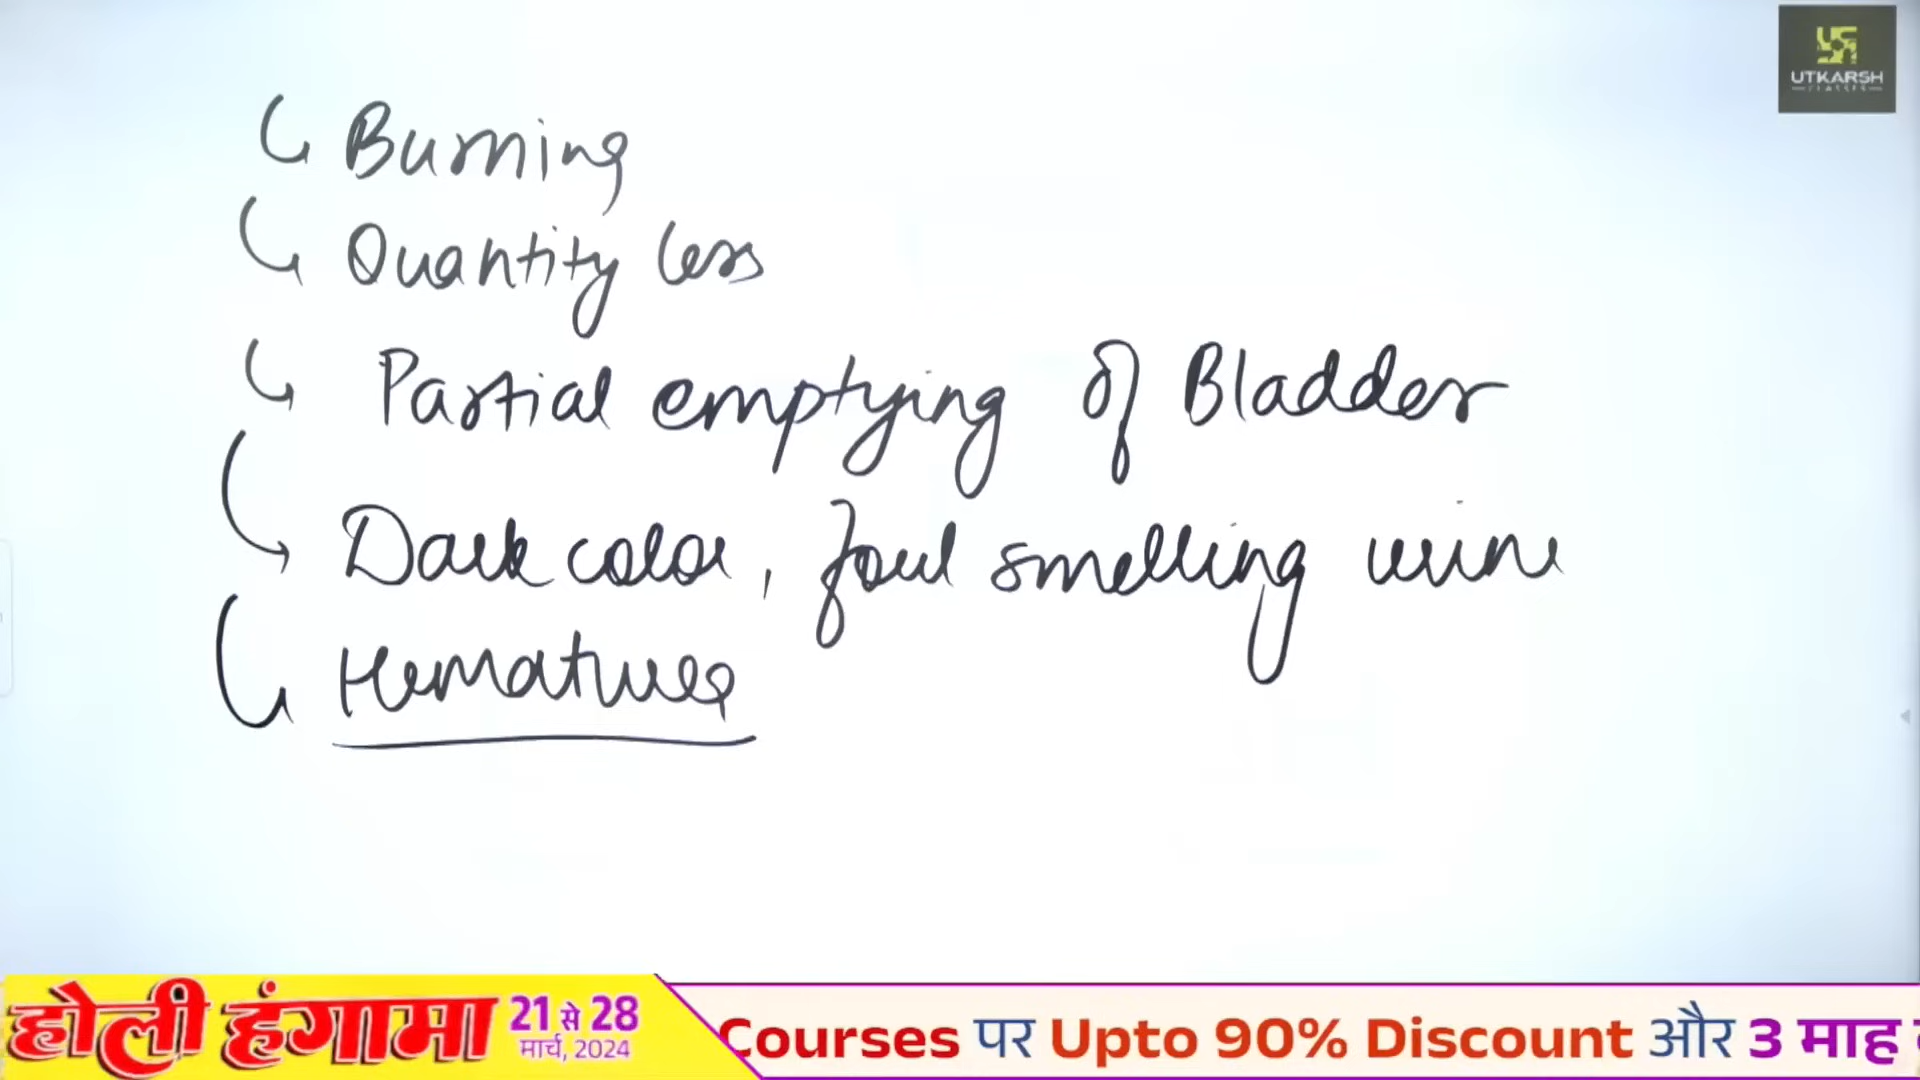 UTKARSH
CLASSES
Burning
Quantity less
Partial emptying of Bladder
Dark color, foul smelling urine
Hematuria
होली हंगामा 21 से 28 मार्च, 2024
Courses पर Upto 90% Discount और 3 माह